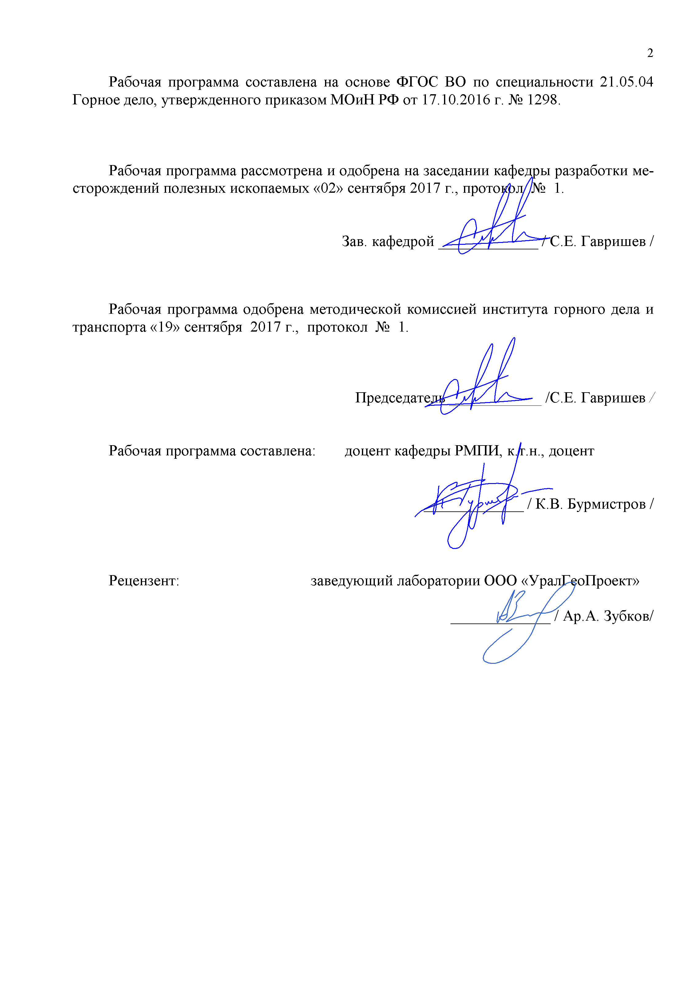 2
Рабочая программа составлена на основе ФГОС ВО по специальности 21.05.04
Горное дело, утвержденного приказом МОиН РФ от 17.10.2016 г. № 1298.
Рабочая программа рассмотрена и одобрена на заседании кафедры разработки ме-
сторождений полезных ископаемых «02» сентября 2017 г., протокол № 1.
Зав. кафедрой ______________ / С.Е. Гавришев /
Рабочая программа одобрена методической комиссией института горного дела и
транспорта «19» сентября 2017 г., протокол № 1.
Председатель _____________ /С.Е. Гавришев /
Рабочая программа составлена: доцент кафедры РМПИ, к.т.н., доцент
______________ / К.В. Бурмистров /
Рецензент: заведующий лаборатории ООО «УралГеоПроект»
______________ / Ар.А. Зубков/